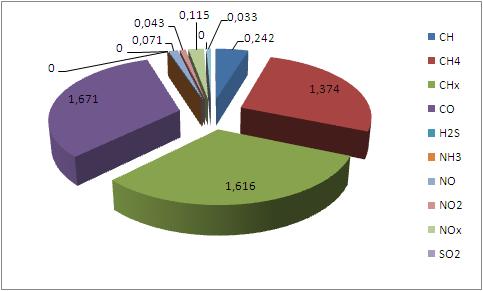 0,115
0,033
0,043
0
0,071
0,242
0
0
1,671
1,374
1,616
CH
CH4
CHx
CO
H2S
NH3
NO
NO2
NOx
SO2